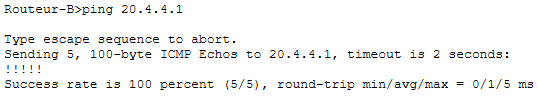 Routeur-B>ping 20.4.4.1
Type escape sequence to abort.
Sending 5, 100-byte ICMP Echos to 20.4.4.1, timeout is 2 seconds:
!!!!!
Success rate is 100 percent (5/5), round-trip min/avg/max = 0/1/5 ms